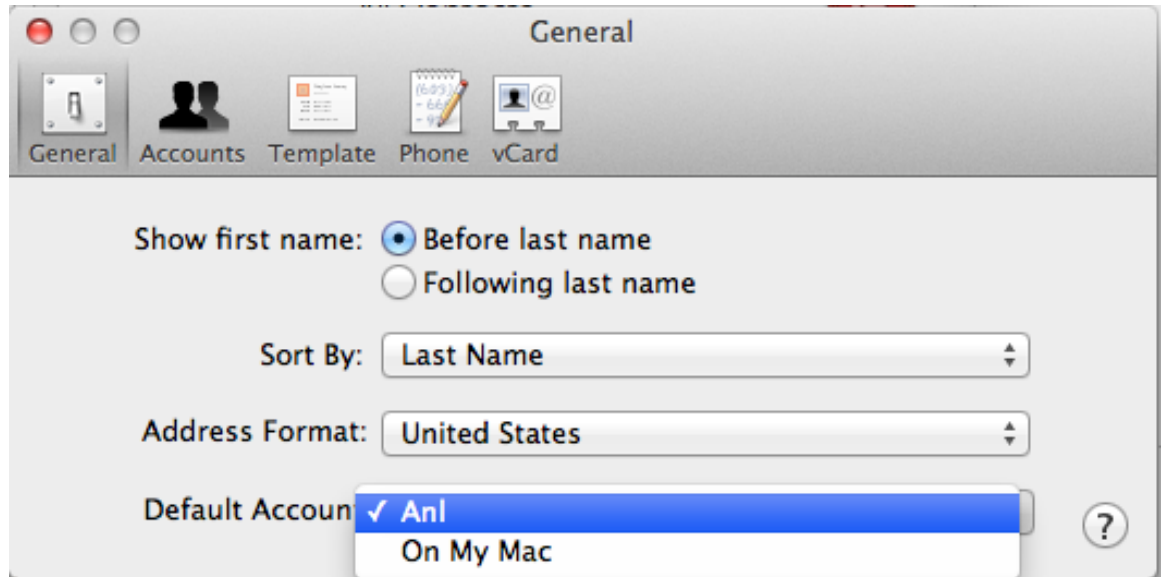 General
General Accounts Template Phone vCard
Show first name: Before last name
Following last name
Sort By: Last Name
Address Format: United States
Default Accoun ✓ Anl
On My Mac
?